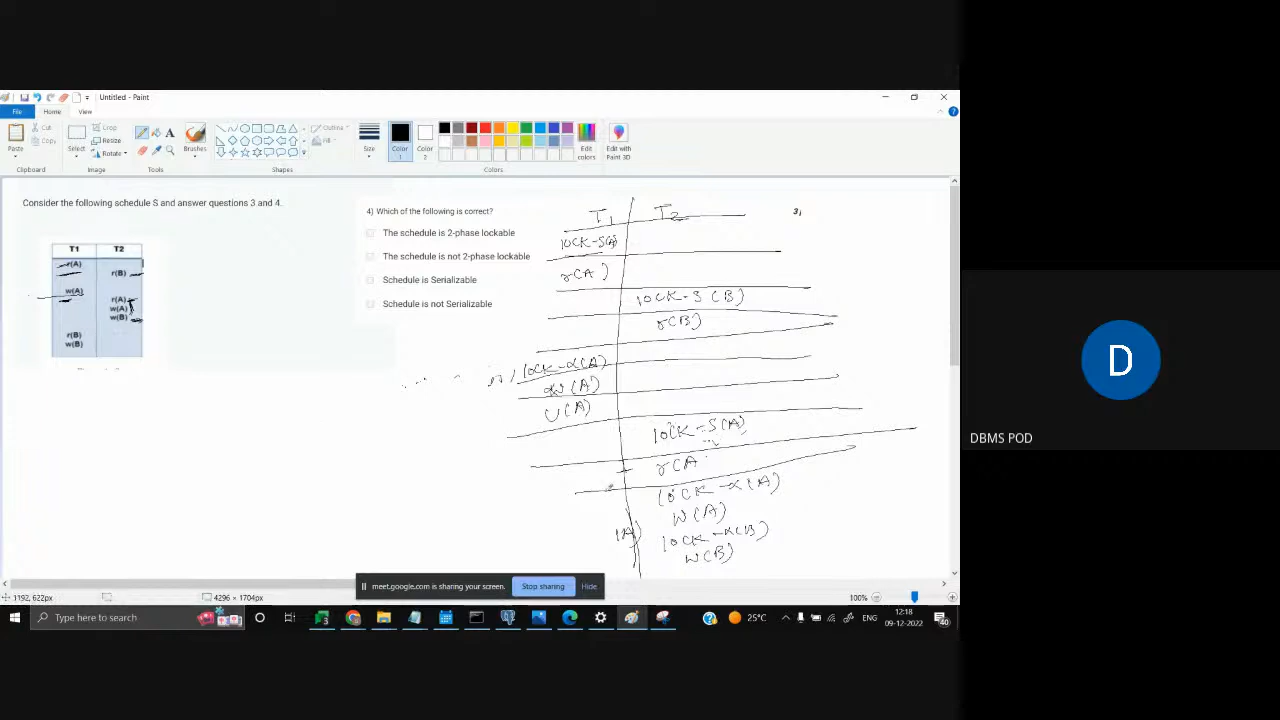 Untitled - Paint
File
Home
View
Cut
Copy
Paste
Clipboard
Select
Crop
Resize
Rotate
Image
Tools
Brushes
Outline
Fill
Shapes
Size
Color 1
Color 2
Edit colors
Colors
Edit with Paint 3D
Consider the following schedule S and answer questions 3 and 4.
T1 T2
r(A)
r(B)
w(A)
r(A)
w(A)
w(B)
r(B)
w(B)
4) Which of the following is correct?
The schedule is 2-phase lockable
The schedule is not 2-phase lockable
Schedule is Serializable
Schedule is not Serializable
3,
T1 T2
lock-S(A)
r(A)
lock-S(B)
r(B)
lock-x(A)
W(A)
U(A)
lock-S(A)
r(A
lock-x(A)
W(A)
lock-x(B)
W(B)
meet.google.com is sharing your screen.
Stop sharing
Hide
1192, 622px
4296 × 1704px
100%
Type here to search
25°C
ENG
12:18
09-12-2022
40
D
DBMS POD